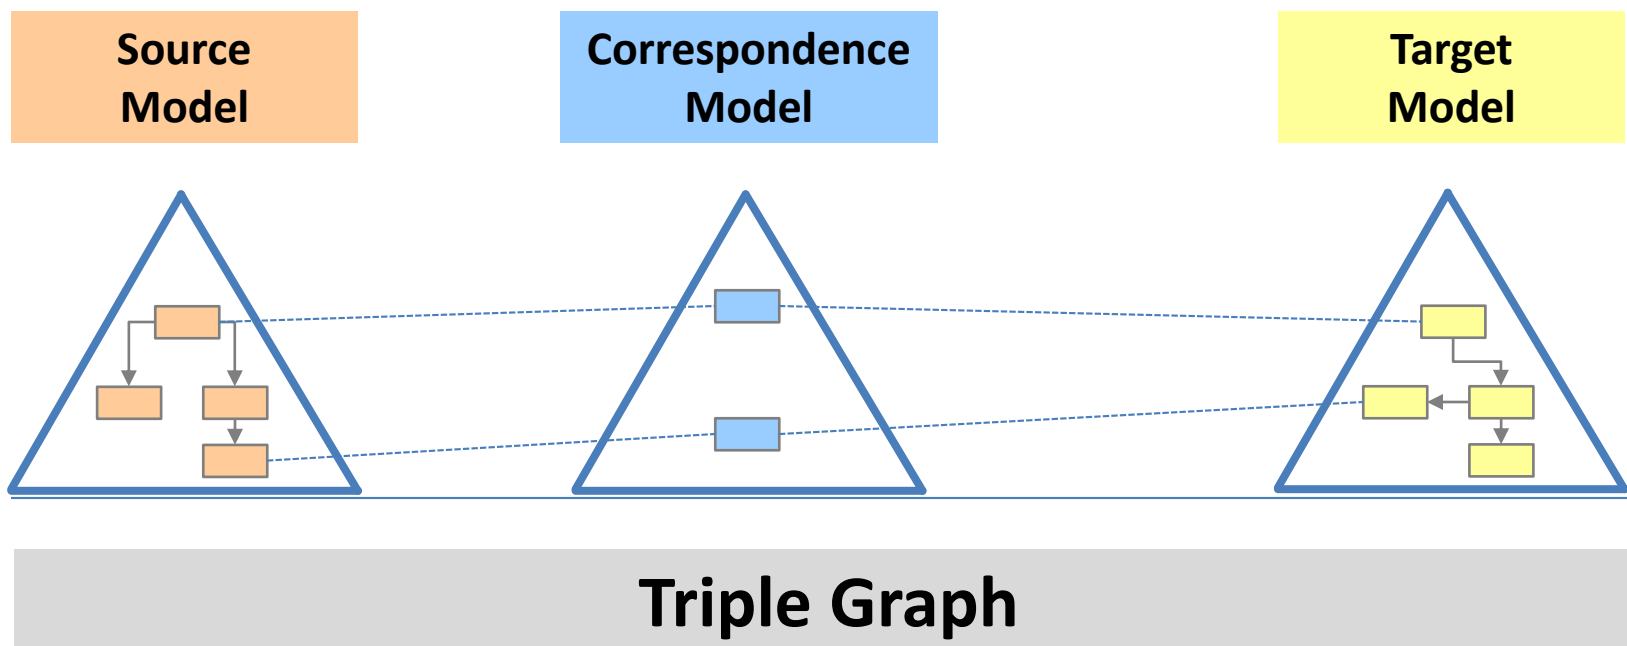 Source
Model
Correspondence
Model
Target
Model
Triple Graph